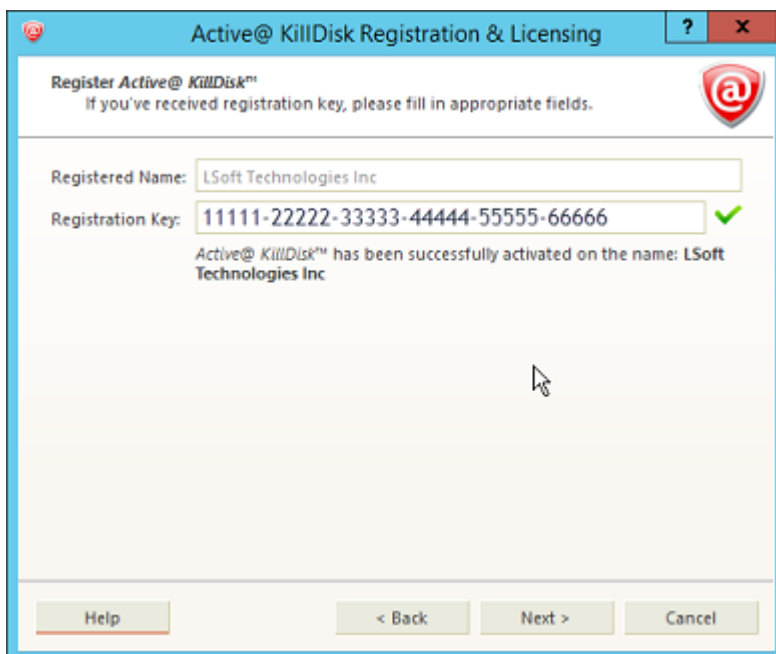 Active@ KillDisk Registration & Licensing
? x
Register Active@ KillDisk™
If you've received registration key, please fill in appropriate fields.
@
Registered Name: LSoft Technologies Inc
Registration Key: 11111-22222-33333-44444-55555-66666
Active@ KillDisk™ has been successfully activated on the name: LSoft
Technologies Inc
Help < Back Next > Cancel